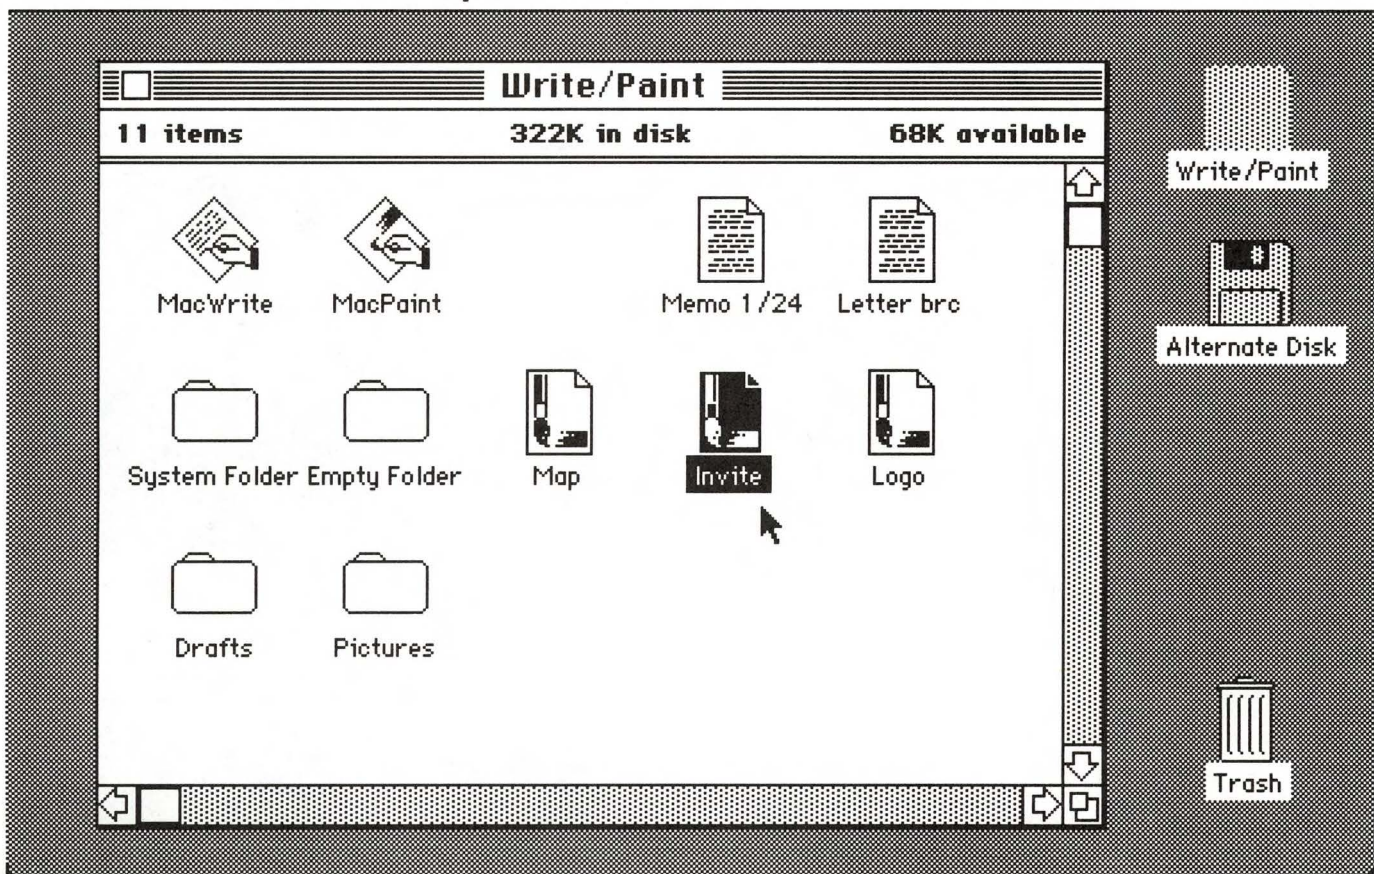 Write/Paint
11 items 322K in disk 68K available
Write/Paint
MacWrite MacPaint Memo 1/24 Letter brc
Alternate Disk
System Folder Empty Folder Map Invite Logo
Drafts Pictures
Trash